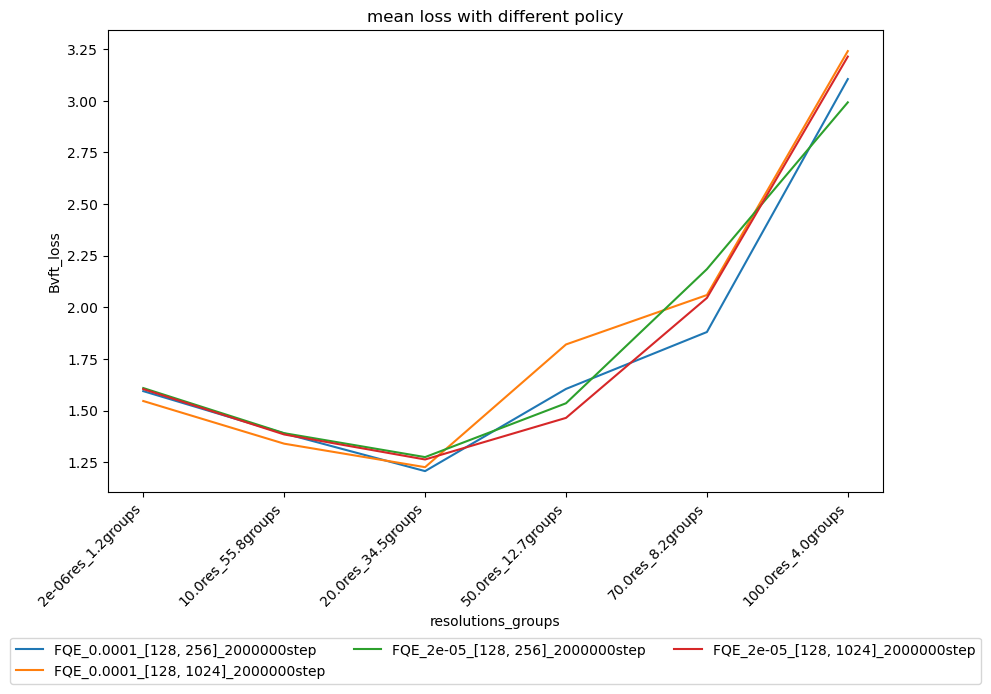 mean loss with different policy
3.25
3.00
2.75
2.50
2.25
2.00
1.75
1.50
1.25
Bvft_loss
2e-06res_1.2groups
10.0res_55.8groups
20.0res_34.5groups
50.0res_12.7groups
70.0res_8.2groups
100.0res_4.0groups
resolutions_groups
FQE_0.0001_[128, 256]_2000000step
FQE_0.0001_[128, 1024]_2000000step
FQE_2e-05_[128, 256]_2000000step
FQE_2e-05_[128, 1024]_2000000step